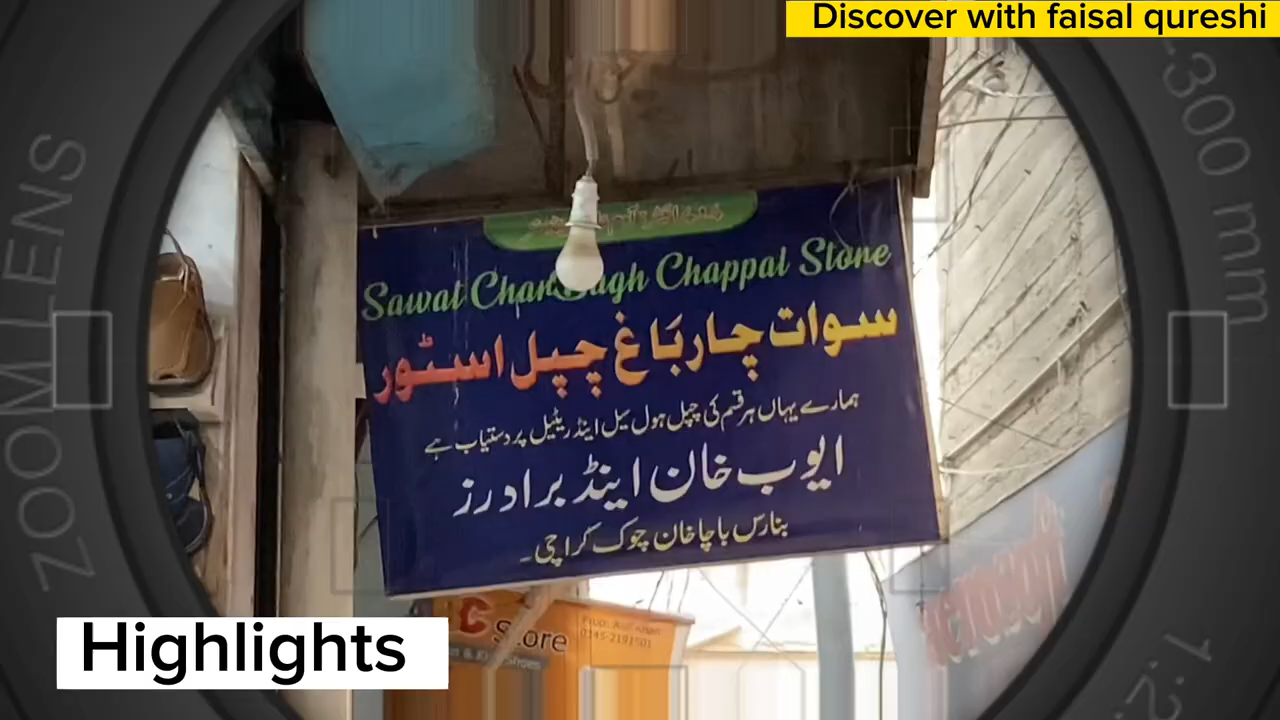 Discover with faisal qureshi
Sawat Char Bagh Chappal Store
سوات چار باغ چپل اسٹور
ہمارے یہاں ہر قسم کی چپل ہول سیل اینڈ ریٹیل پر دستیاب ہے
ایوب خان اینڈ برادرز
بنارس باچا خان چوک کراچی۔
Store
0345-2191501
Highlights
ZOOM LENS
-300 mm